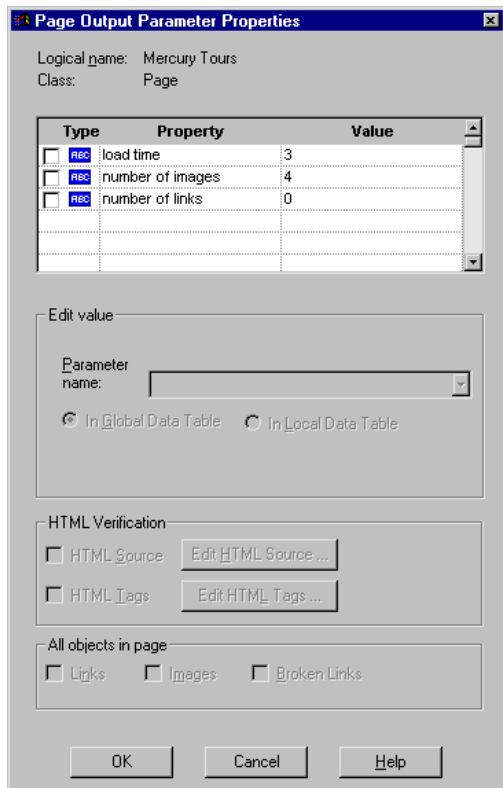 Page Output Parameter Properties
Logical name: Mercury Tours
Class: Page
Type Property Value
ABC load time 3
ABC number of images 4
ABC number of links 0
Edit value
Parameter
name:
In Global Data Table In Local Data Table
HTML Verification
HTML Source Edit HTML Source ...
HTML Tags Edit HTML Tags ...
All objects in page
Links Images Broken Links
OK Cancel Help